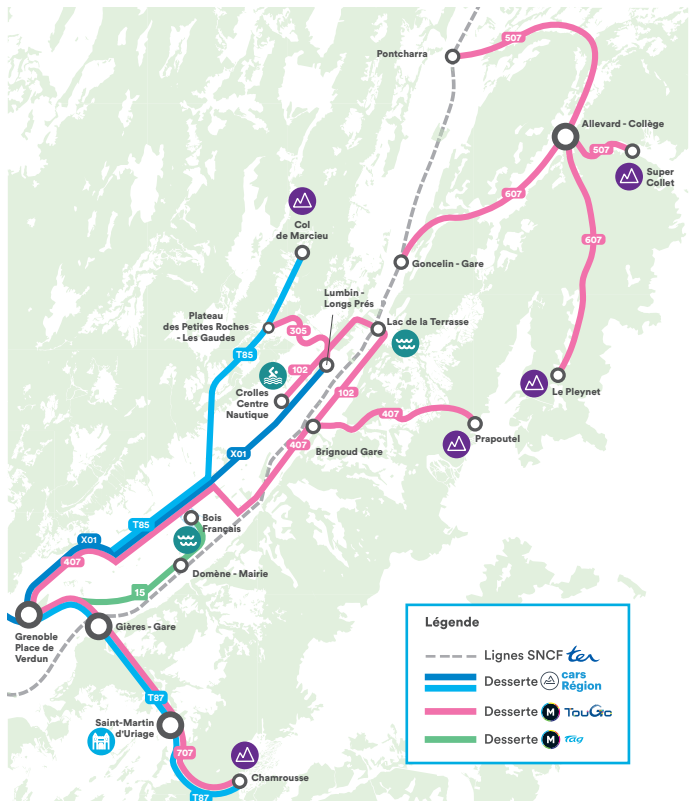 507
Pontcharra
Allevard - Collège
507
Super
Collet
607
Col
de Marcieu
607
Goncelin - Gare
Lumbin -
Longs Prés
Plateau
des Petites Roches
- Les Gaudes
305
Lac de la Terrasse
T85
102
Le Pleynet
Crolles
Centre
Nautique
102
407
Prapoutel
407
X01
Brignoud Gare
Bois
Français
T85
X01
407
Domène - Mairie
15
Grenoble
Place de
Verdun
Gières - Gare
T87
Saint-Martin
d'Uriage
707
Chamrousse
T87
Légende
Lignes SNCF ter
Desserte cars
Région
Desserte M TouGo
Desserte M Tag